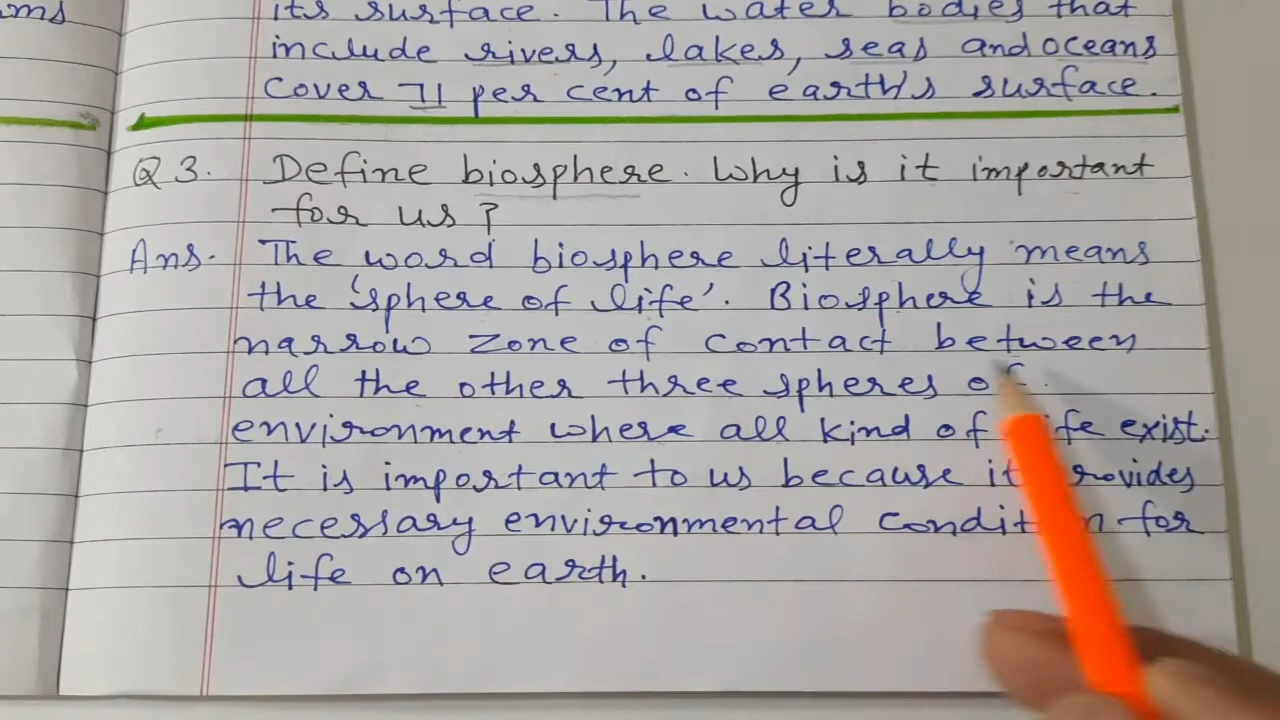 ms
its surface. The water bodies that
include rivers, lakes, seas and oceans
cover 71 per cent of earth's surface.
Q 3. Define biosphere. Why is it important
for us?
Ans. The word biosphere literally means
the 'sphere of life'. Biosphere is the
narrow zone of contact between
all the other three spheres of
environment where all kind of life exist.
It is important to us because it provides
necessary environmental condition for
life on earth.